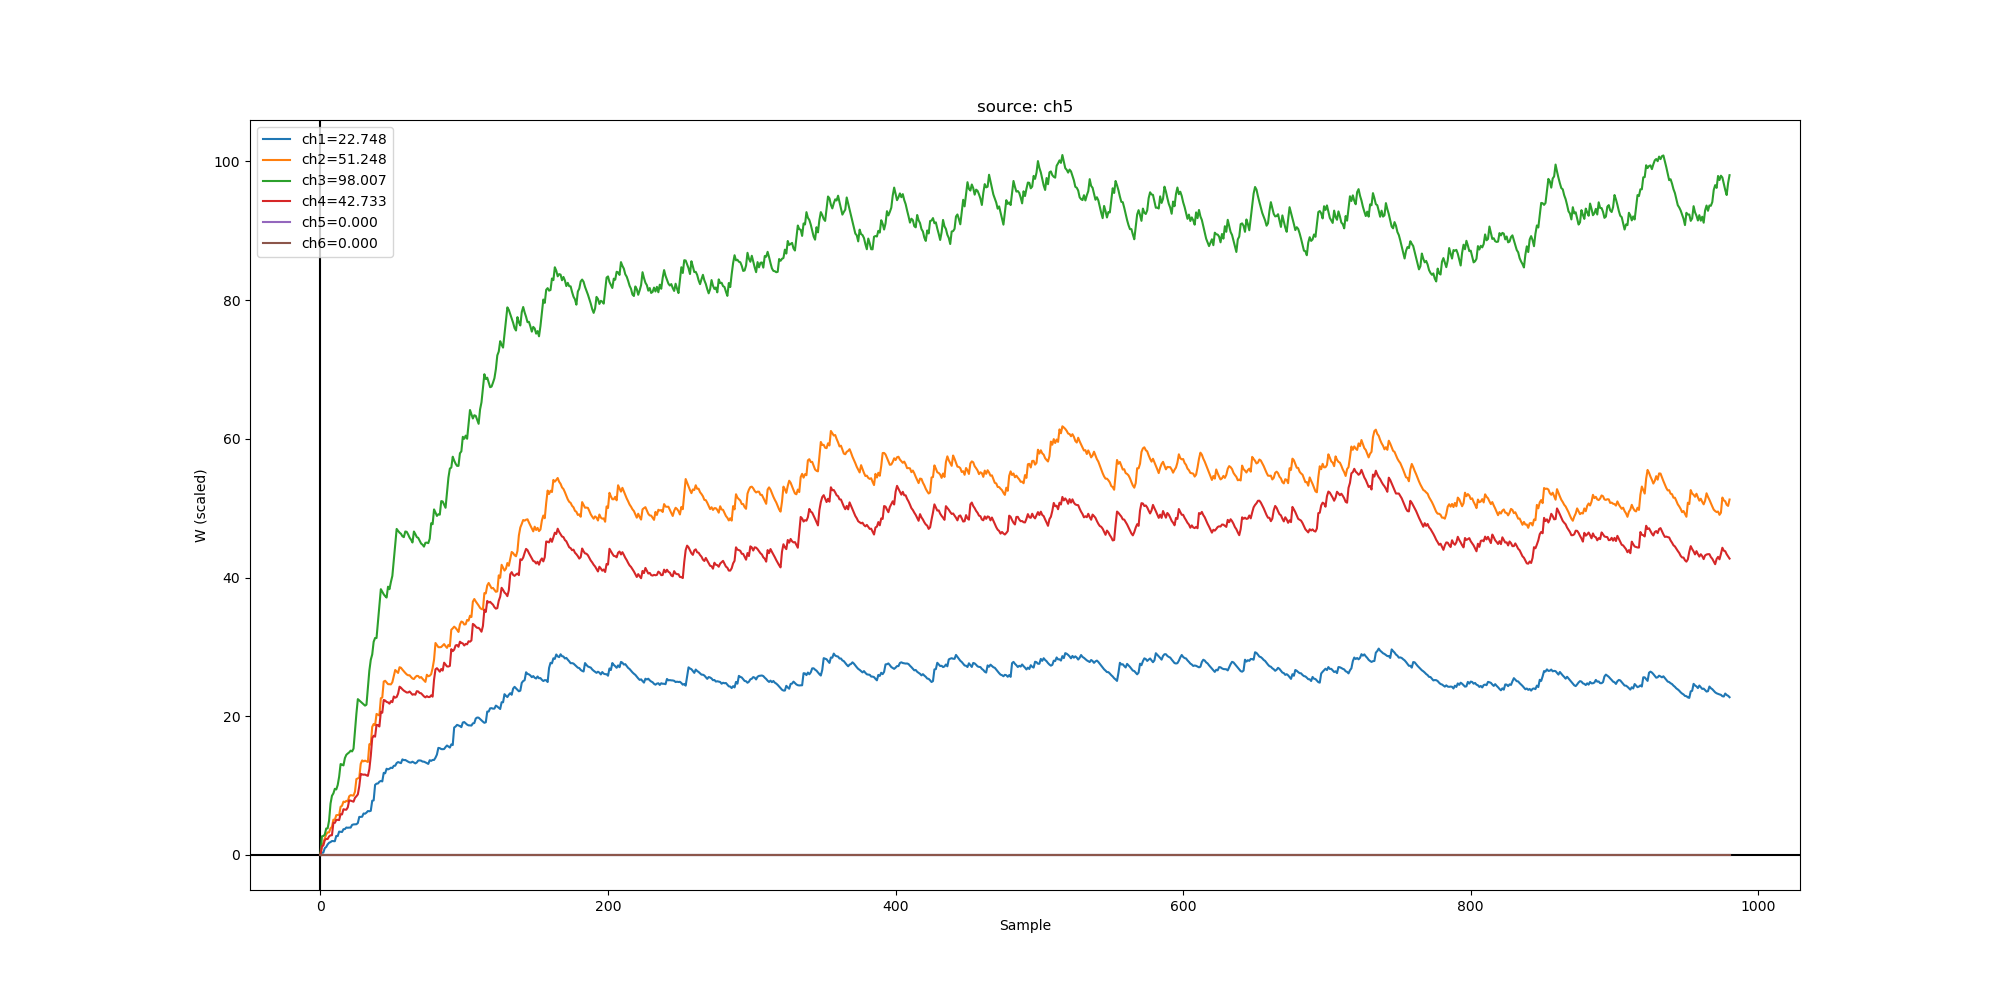 source: ch5
ch1=22.748
ch2=51.248
ch3=98.007
ch4=42.733
ch5=0.000
ch6=0.000
100
80
60
40
20
0
W (scaled)
0 200 400 600 800 1000
Sample